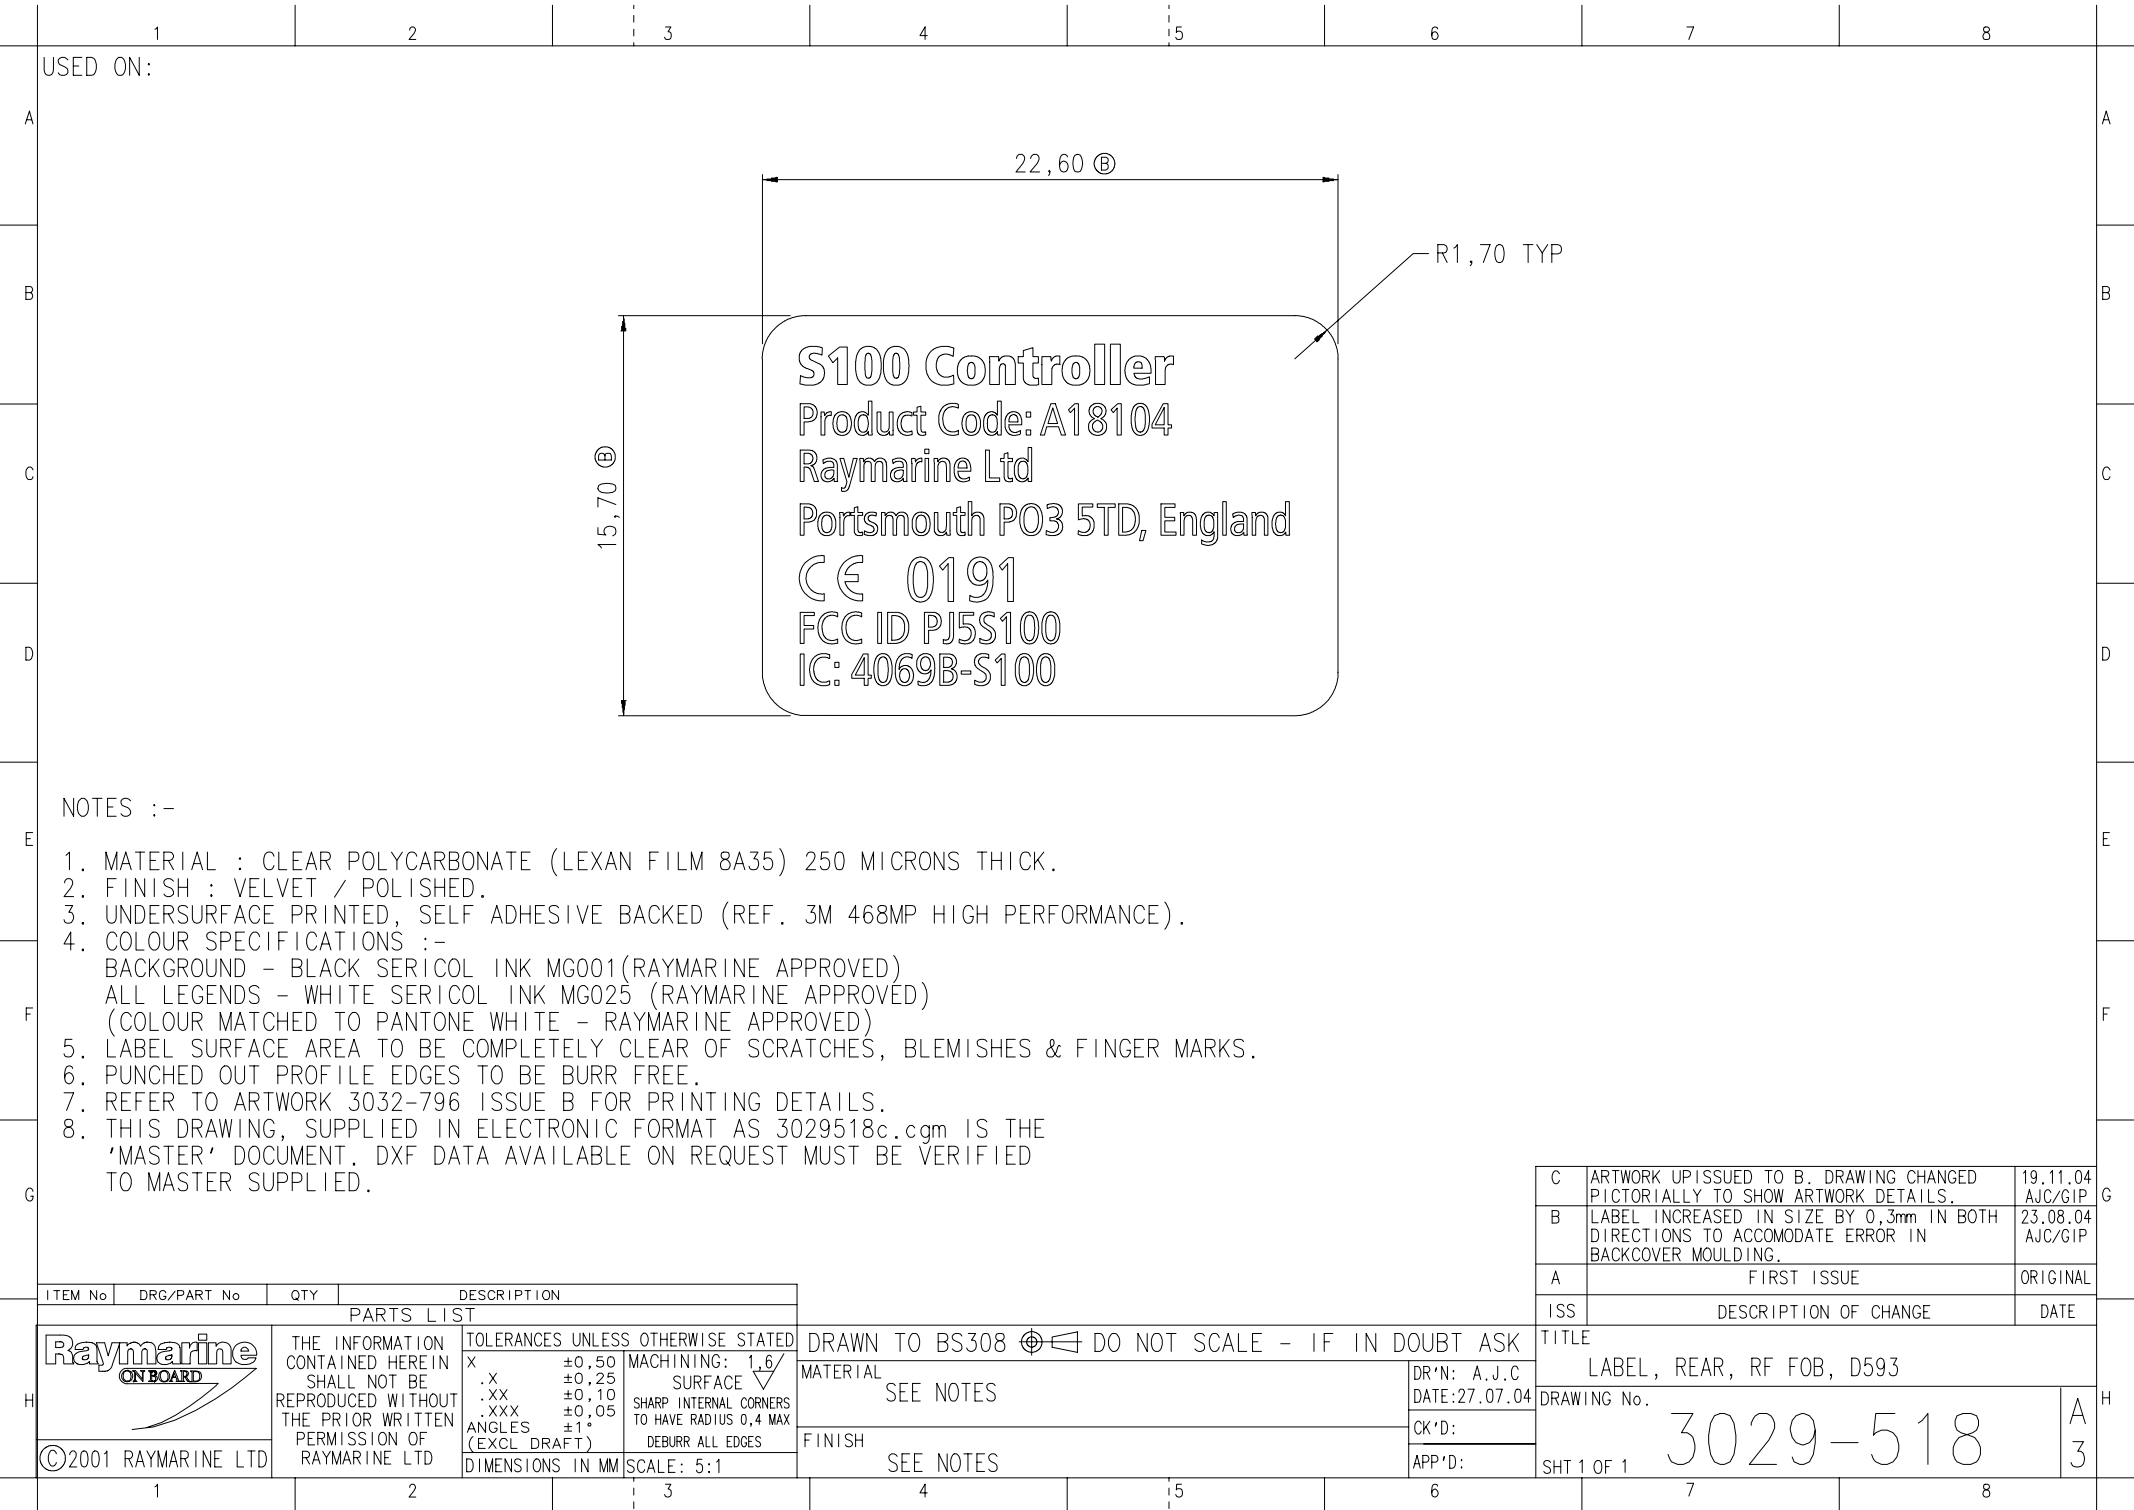 1 2 3 4 5 6 7 8
USED ON:
A A
22,60 Ⓑ
R1,70 TYP
B B
15,70 Ⓑ
S100 Controller
Product Code: A18104
Raymarine Ltd
Portsmouth PO3 5TD, England
CE 0191
FCC ID PJ5S100
IC: 4069B-S100
C C
D D
NOTES :-
E E
1. MATERIAL : CLEAR POLYCARBONATE (LEXAN FILM 8A35) 250 MICRONS THICK.
2. FINISH : VELVET / POLISHED.
3. UNDERSURFACE PRINTED, SELF ADHESIVE BACKED (REF. 3M 468MP HIGH PERFORMANCE).
4. COLOUR SPECIFICATIONS :-
BACKGROUND - BLACK SERICOL INK MG001(RAYMARINE APPROVED)
ALL LEGENDS - WHITE SERICOL INK MG025 (RAYMARINE APPROVED)
(COLOUR MATCHED TO PANTONE WHITE - RAYMARINE APPROVED)
F F
5. LABEL SURFACE AREA TO BE COMPLETELY CLEAR OF SCRATCHES, BLEMISHES & FINGER MARKS.
6. PUNCHED OUT PROFILE EDGES TO BE BURR FREE.
7. REFER TO ARTWORK 3032-796 ISSUE B FOR PRINTING DETAILS.
8. THIS DRAWING, SUPPLIED IN ELECTRONIC FORMAT AS 3029518c.cgm IS THE
'MASTER' DOCUMENT. DXF DATA AVAILABLE ON REQUEST MUST BE VERIFIED
TO MASTER SUPPLIED.
G G
C ARTWORK UPISSUED TO B. DRAWING CHANGED 19.11.04
PICTORIALLY TO SHOW ARTWORK DETAILS. AJC/GIP
B LABEL INCREASED IN SIZE BY 0,3mm IN BOTH 23.08.04
DIRECTIONS TO ACCOMODATE ERROR IN AJC/GIP
BACKCOVER MOULDING.
A FIRST ISSUE ORIGINAL
ISS DESCRIPTION OF CHANGE DATE
ITEM No DRG/PART No QTY DESCRIPTION
PARTS LIST
Raymarine
ON BOARD
©2001 RAYMARINE LTD
THE INFORMATION
CONTAINED HEREIN
SHALL NOT BE
REPRODUCED WITHOUT
THE PRIOR WRITTEN
PERMISSION OF
RAYMARINE LTD
TOLERANCES UNLESS OTHERWISE STATED
X ±0,50
.X ±0,25
.XX ±0,10
.XXX ±0,05
ANGLES ±1°
(EXCL DRAFT)
DIMENSIONS IN MM
MACHINING: 1,6
SURFACE
SHARP INTERNAL CORNERS
TO HAVE RADIUS 0,4 MAX
DEBURR ALL EDGES
SCALE: 5:1
DRAWN TO BS308 DO NOT SCALE - IF IN DOUBT ASK
MATERIAL
SEE NOTES
FINISH
SEE NOTES
DR'N: A.J.C
DATE:27.07.04
CK'D:
APP'D:
TITLE
LABEL, REAR, RF FOB, D593
DRAWING No.
3029-518
A
3
SHT 1 OF 1
H H
1 2 3 4 5 6 7 8